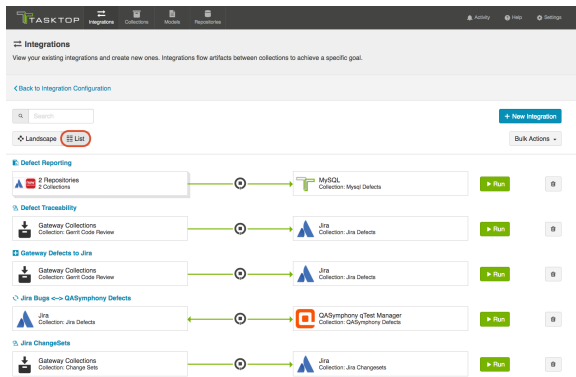 TASKTOP
Integrations
Collections
Models
Repositories
Activity
Help
Settings
Integrations
View your existing integrations and create new ones. Integrations flow artifacts between collections to achieve a specific goal.
Back to Integration Configuration
Search
+ New Integration
Landscape
List
Bulk Actions
Defect Reporting
2 Repositories
2 Collections
MySQL
Collection: Mysql Defects
Run
Defect Traceability
Gateway Collections
Collection: Gerrit Code Review
Jira
Collection: Jira Defects
Run
Gateway Defects to Jira
Gateway Collections
Collection: Gerrit Code Review
Jira
Collection: Jira Defects
Run
Jira Bugs <--> QASymphony Defects
Jira
Collection: Jira Defects
QASymphony qTest Manager
Collection: QASymphony Defects
Run
Jira ChangeSets
Gateway Collections
Collection: Change Sets
Jira
Collection: Jira Changesets
Run